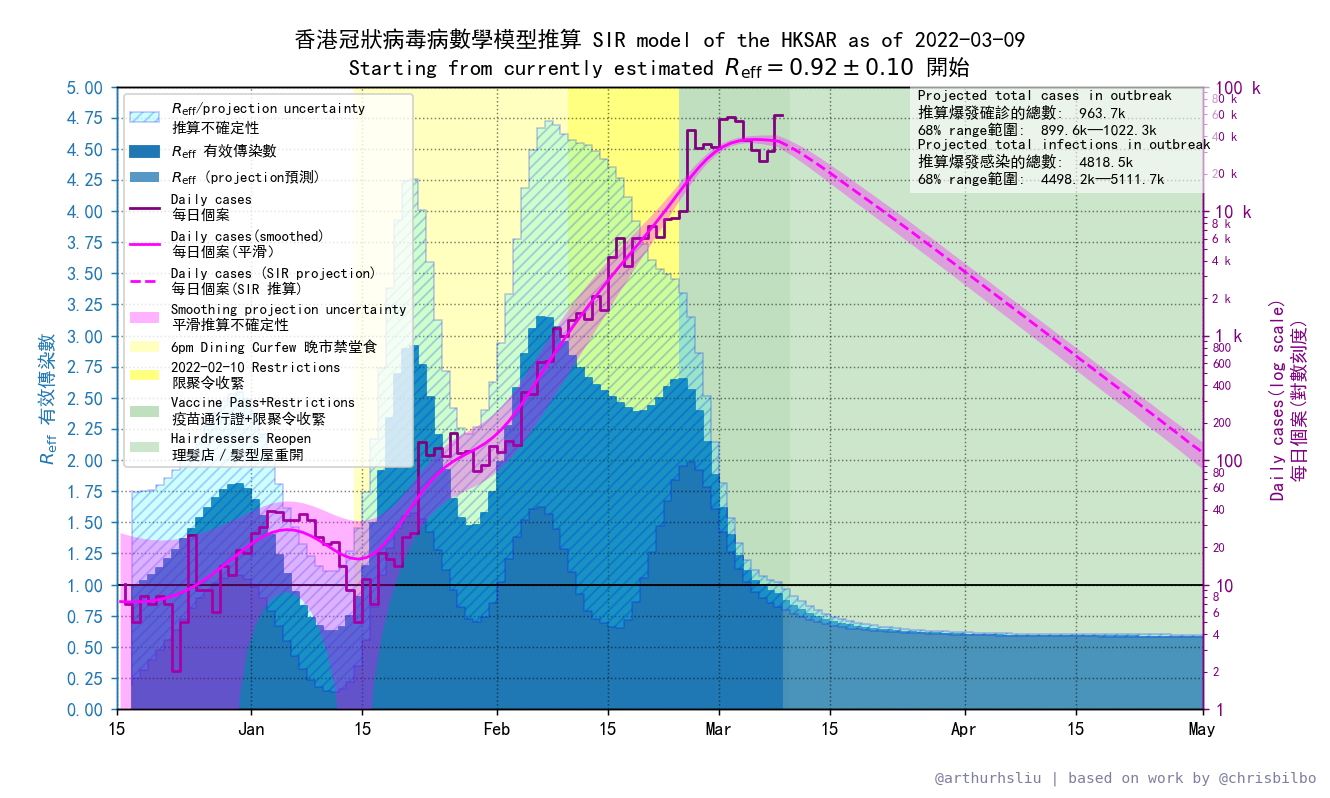 香港冠狀病毒病數學模型推算 SIR model of the HKSAR as of 2022-03-09
Starting from currently estimated R_eff = 0.92 ± 0.10 開始
R_eff/projection uncertainty
推算不確定性
R_eff 有效傳染數
R_eff (projection預測)
Daily cases
每日個案
Daily cases(smoothed)
每日個案(平滑)
Daily cases (SIR projection)
每日個案(SIR 推算)
Smoothing projection uncertainty
平滑推算不確定性
6pm Dining Curfew 晚市禁堂食
2022-02-10 Restrictions
限聚令收緊
Vaccine Pass+Restrictions
疫苗通行證+限聚令收緊
Hairdressers Reopen
理髮店 / 髮型屋重開
Projected total cases in outbreak
推算爆發確診的總數: 963.7k
68% range範圍: 899.6k—1022.3k
Projected total infections in outbreak
推算爆發感染的總數: 4818.5k
68% range範圍: 4498.2k—5111.7k
R_eff 有效傳染數
5.00
4.75
4.50
4.25
4.00
3.75
3.50
3.25
3.00
2.75
2.50
2.25
2.00
1.75
1.50
1.25
1.00
0.75
0.50
0.25
0.00
15
Jan
15
Feb
15
Mar
15
Apr
15
May
100 k
80 k
60 k
40 k
20 k
10 k
8 k
6 k
4 k
2 k
1 k
800
600
400
200
100
80
60
40
20
10
8
6
4
2
1
Daily cases(log scale)
每日個案(對數刻度)
@arthurhsliu | based on work by @chrisbilbo